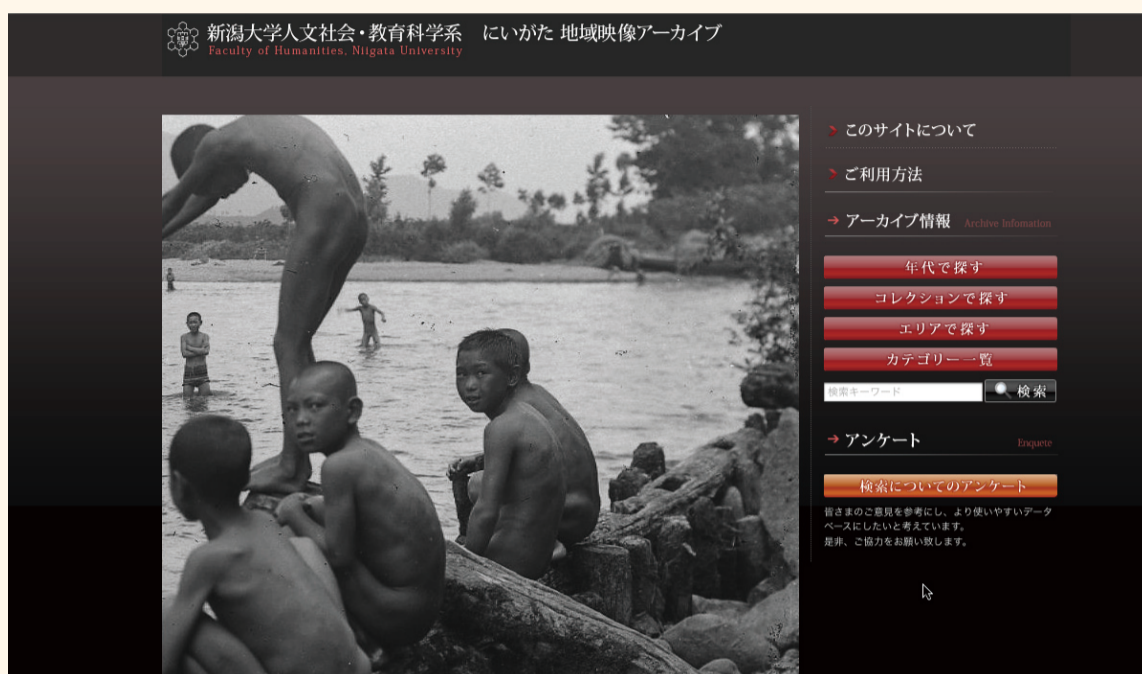 新潟大学人文社会・教育科学系　にいがた 地域映像アーカイブ
Faculty of Humanities, Niigata University
このサイトについて
ご利用方法
アーカイブ情報 Archive Infomation
年代で探す
コレクションで探す
エリアで探す
カテゴリー一覧
検索キーワード 検索
アンケート Enquete
検索についてのアンケート
皆さまのご意見を参考にし、より使いやすいデータ
ベースにしたいと考えています。
是非、ご協力をお願い致します。